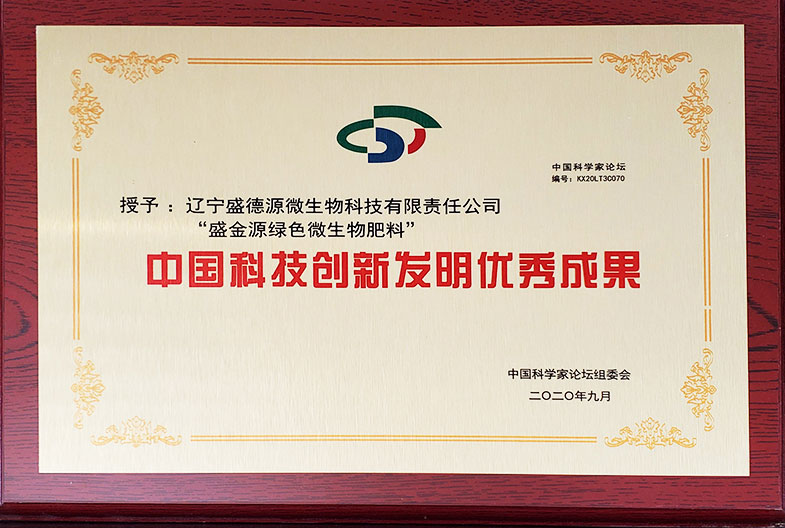 中国科学家论坛
编号：KX20LT3C070
授予：辽宁盛德源微生物科技有限责任公司
“盛金源绿色微生物肥料”
中国科技创新发明优秀成果
中国科学家论坛组委会
二〇二〇年九月